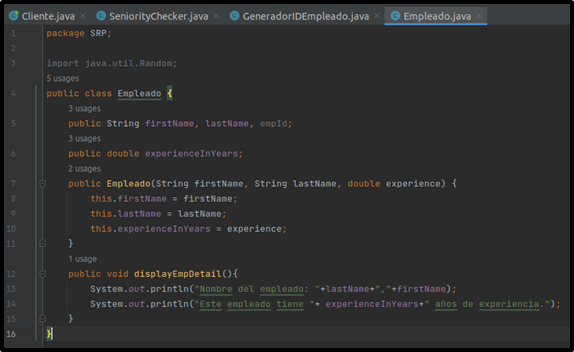 Cliente.java SeniorityChecker.java GeneradorIDEmpleado.java Empleado.java
1 package SRP;
2
3 import java.util.Random;
5 usages
4 public class Empleado {
3 usages
5 public String firstName, lastName, empId;
3 usages
6 public double experienceInYears;
2 usages
7 public Empleado(String firstName, String lastName, double experience) {
8 this.firstName = firstName;
9 this.lastName = lastName;
10 this.experienceInYears = experience;
11 }
1 usage
12 public void displayEmpDetail(){
13 System.out.println("Nombre del empleado: "+lastName+","+firstName);
14 System.out.println("Este empleado tiene "+ experienceInYears+" años de experiencia.");
15 }
16 }